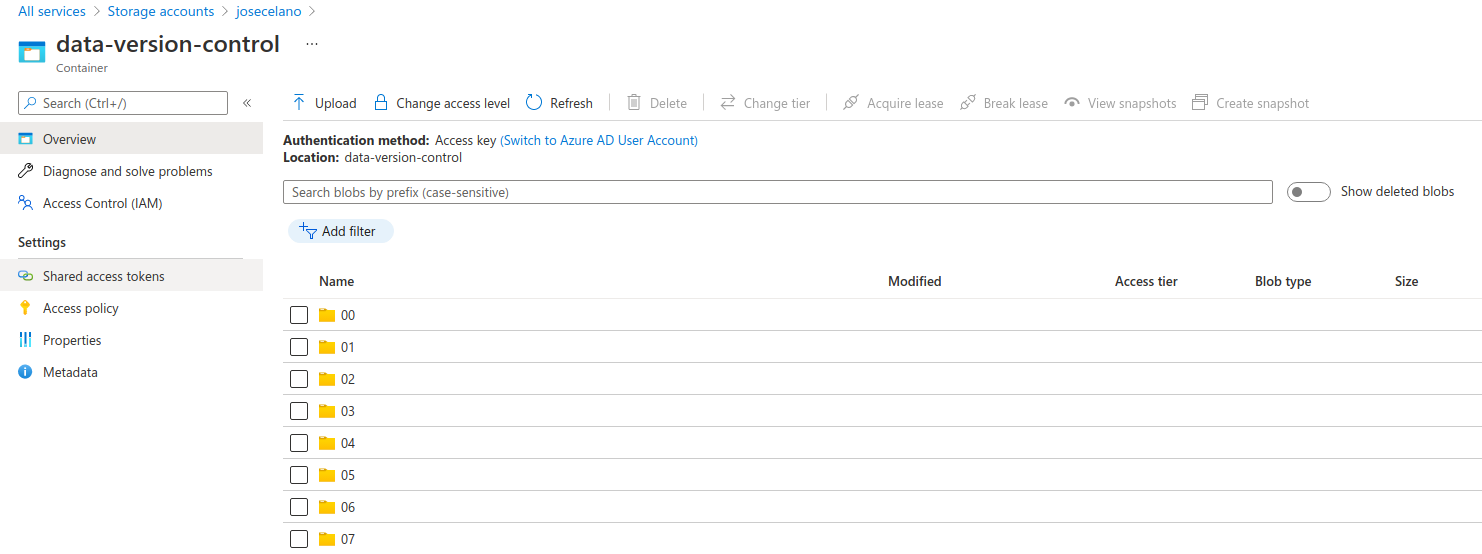 All services > Storage accounts > josecelano >
data-version-control ...
Container
Search (Ctrl+/) «
Overview
Diagnose and solve problems
Access Control (IAM)
Settings
Shared access tokens
Access policy
Properties
Metadata
Upload Change access level Refresh Delete Change tier Acquire lease Break lease View snapshots Create snapshot
Authentication method: Access key (Switch to Azure AD User Account)
Location: data-version-control
Search blobs by prefix (case-sensitive) Show deleted blobs
Add filter
Name Modified Access tier Blob type Size
00
01
02
03
04
05
06
07